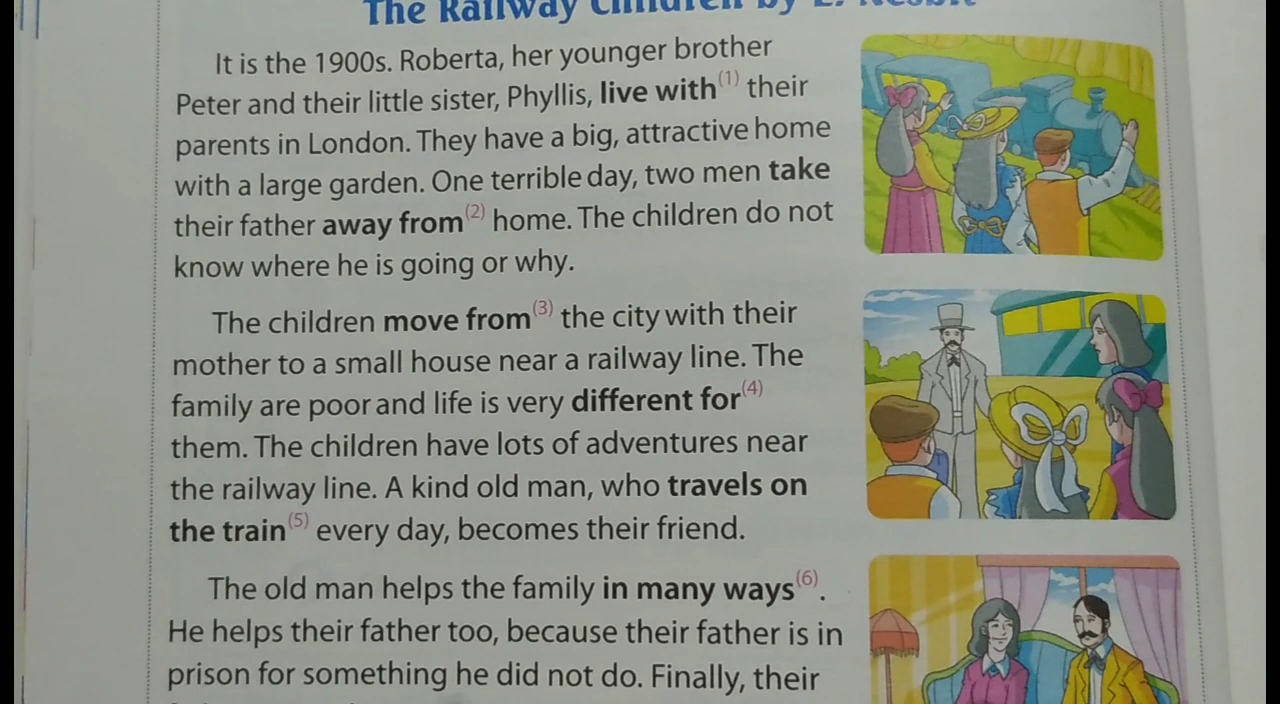 The Railway Children by E. Nesbit
It is the 1900s. Roberta, her younger brother
Peter and their little sister, Phyllis, live with(1) their
parents in London. They have a big, attractive home
with a large garden. One terrible day, two men take
their father away from(2) home. The children do not
know where he is going or why.
The children move from(3) the city with their
mother to a small house near a railway line. The
family are poor and life is very different for(4)
them. The children have lots of adventures near
the railway line. A kind old man, who travels on
the train(5) every day, becomes their friend.
The old man helps the family in many ways(6).
He helps their father too, because their father is in
prison for something he did not do. Finally, their